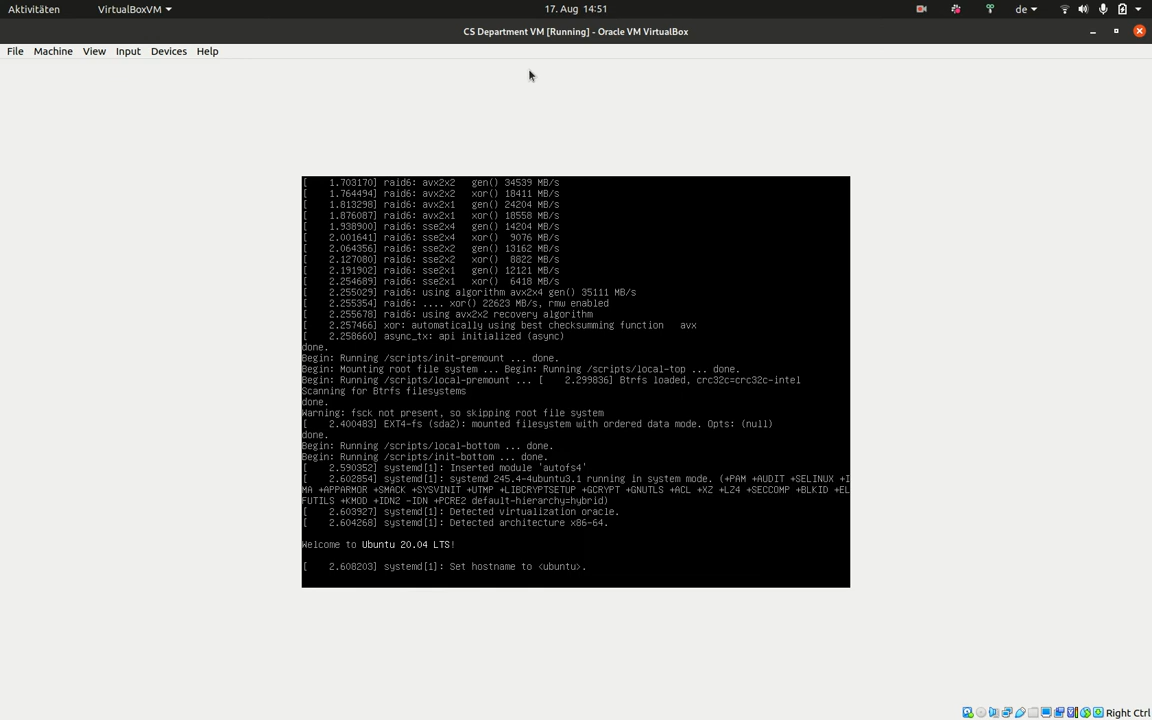 Aktivitäten VirtualBoxVM 17. Aug 14:51 de
CS Department VM [Running] - Oracle VM VirtualBox
File Machine View Input Devices Help
[    1.703170] raid6: avx2x2   gen() 34539 MB/s
[    1.764494] raid6: avx2x2   xor() 18411 MB/s
[    1.813298] raid6: avx2x1   gen() 24204 MB/s
[    1.876087] raid6: avx2x1   xor() 18558 MB/s
[    1.938900] raid6: sse2x4   gen() 14204 MB/s
[    2.001641] raid6: sse2x4   xor()  9076 MB/s
[    2.064356] raid6: sse2x2   gen() 13162 MB/s
[    2.127080] raid6: sse2x2   xor()  8822 MB/s
[    2.191902] raid6: sse2x1   gen() 12121 MB/s
[    2.254689] raid6: sse2x1   xor()  6418 MB/s
[    2.255029] raid6: using algorithm avx2x4 gen() 35111 MB/s
[    2.255354] raid6: .... xor() 22623 MB/s, rmw enabled
[    2.255678] raid6: using avx2x2 recovery algorithm
[    2.257466] xor: automatically using best checksumming function   avx
[    2.258660] async_tx: api initialized (async)
done.
Begin: Running /scripts/init-premount ... done.
Begin: Mounting root file system ... Begin: Running /scripts/local-top ... done.
Begin: Running /scripts/local-premount ... [    2.299836] Btrfs loaded, crc32c=crc32c-intel
Scanning for Btrfs filesystems
done.
Warning: fsck not present, so skipping root file system
[    2.400483] EXT4-fs (sda2): mounted filesystem with ordered data mode. Opts: (null)
done.
Begin: Running /scripts/local-bottom ... done.
Begin: Running /scripts/init-bottom ... done.
[    2.590352] systemd[1]: Inserted module 'autofs4'
[    2.602854] systemd[1]: systemd 245.4-4ubuntu3.1 running in system mode. (+PAM +AUDIT +SELINUX +I
MA +APPARMOR +SMACK +SYSVINIT +UTMP +LIBCRYPTSETUP +GCRYPT +GNUTLS +ACL +XZ +LZ4 +SECCOMP +BLKID +EL
FUTILS +KMOD +IDN2 -IDN +PCRE2 default-hierarchy=hybrid)
[    2.603927] systemd[1]: Detected virtualization oracle.
[    2.604268] systemd[1]: Detected architecture x86-64.
Welcome to Ubuntu 20.04 LTS!
[    2.608203] systemd[1]: Set hostname to <ubuntu>.
Right Ctrl